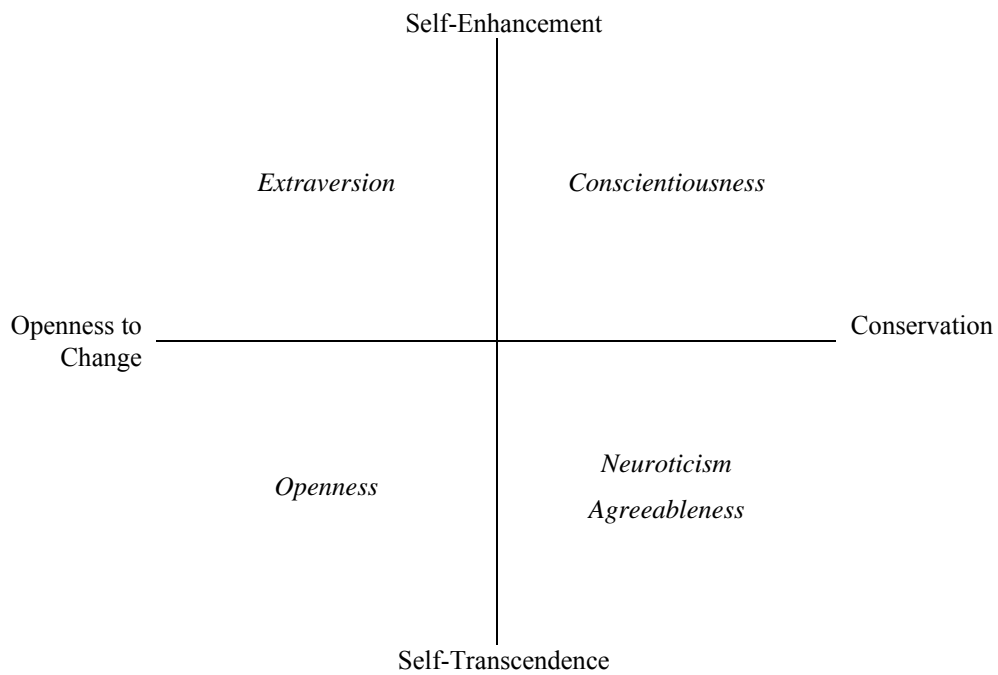 Self-Enhancement
Extraversion
Conscientiousness
Openness to
Change
Conservation
Openness
Neuroticism
Agreeableness
Self-Transcendence